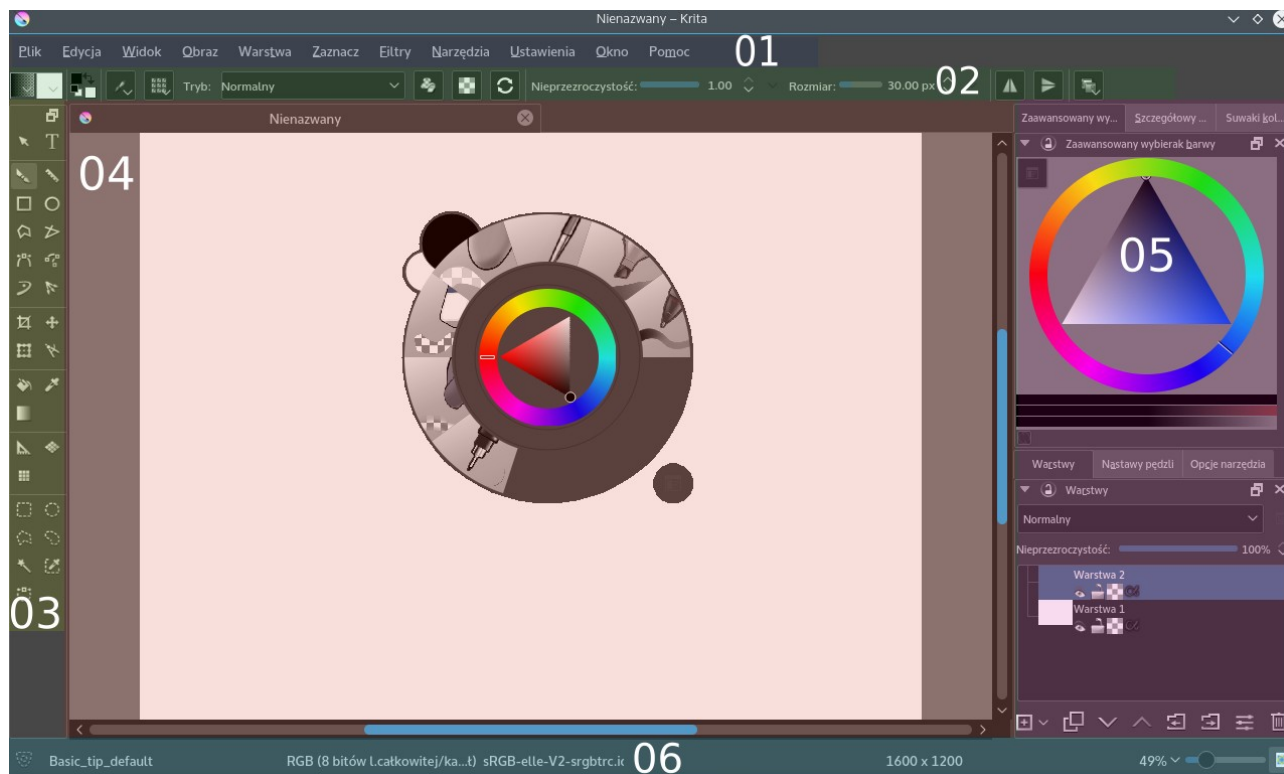 Nienazwany – Krita
Plik Edycja Widok Obraz Warstwa Zaznacz Filtry Narzędzia Ustawienia Okno Pomoc 01
Tryb: Normalny Nieprzezroczystość: 1.00 Rozmiar: 30.00 px 02
Nienazwany
Zaawansowany wy... Szczegółowy ... Suwaki kol...
Zaawansowany wybierak barwy
T
04
05
Warstwy Nastawy pędzli Opcje narzędzia
Warstwy
Normalny
Nieprzezroczystość: 100%
Warstwa 2
Warstwa 1
03
Basic_tip_default RGB (8 bitów l.całkowitej/ka...ł) sRGB-elle-V2-srgbtrc.ic 06 1600 x 1200 49%